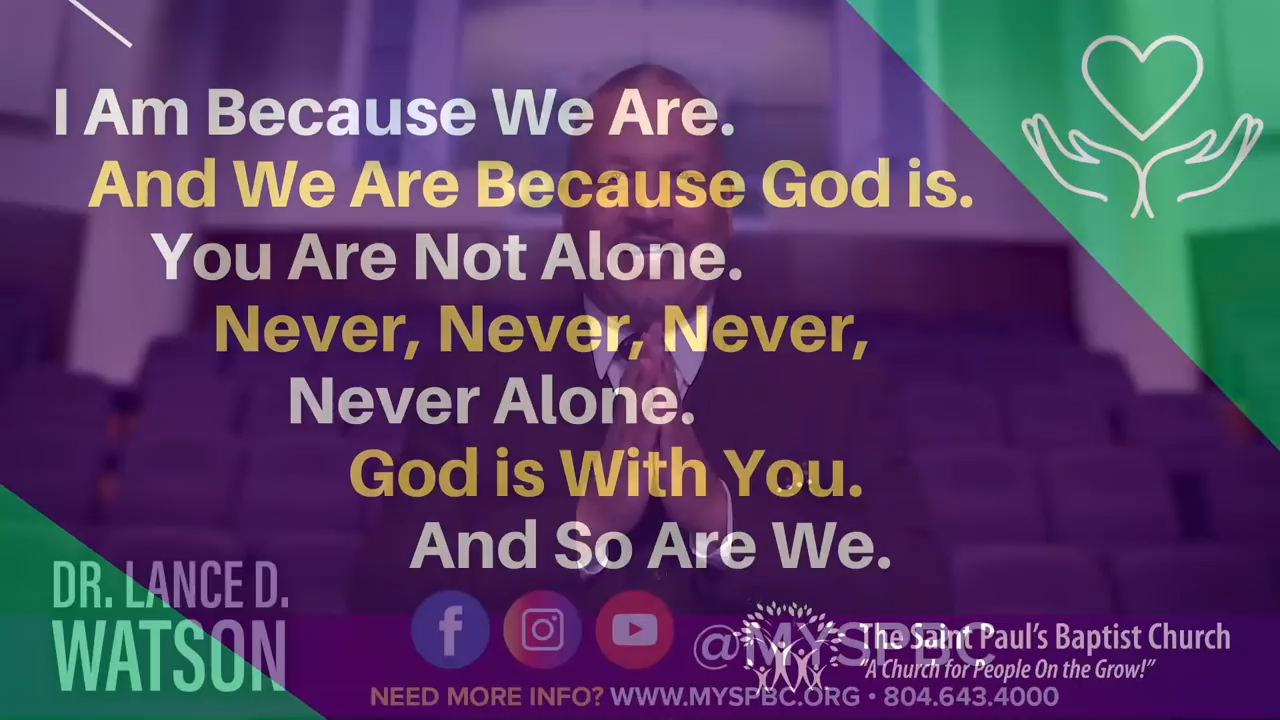 I Am Because We Are.
And We Are Because God is.
You Are Not Alone.
Never, Never, Never,
Never Alone.
God is With You.
And So Are We.
DR. LANCE D.
WATSON
@MYSPBC
The Saint Paul's Baptist Church
"A Church for People On the Grow!"
NEED MORE INFO? WWW.MYSPBC.ORG • 804.643.4000